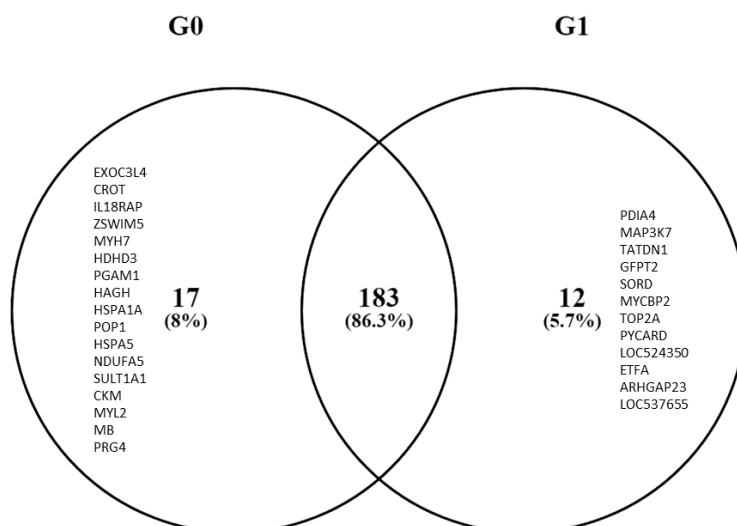 G0
G1
EXOC3L4
CROT
IL18RAP
ZSWIM5
MYH7
HDHD3
PGAM1
HAGH
HSPA1A
POP1
HSPA5
NDUFA5
SULT1A1
CKM
MYL2
MB
PRG4
17
(8%)
183
(86.3%)
12
(5.7%)
PDIA4
MAP3K7
TATDN1
GFPT2
SORD
MYCBP2
TOP2A
PYCARD
LOC524350
ETFA
ARHGAP23
LOC537655